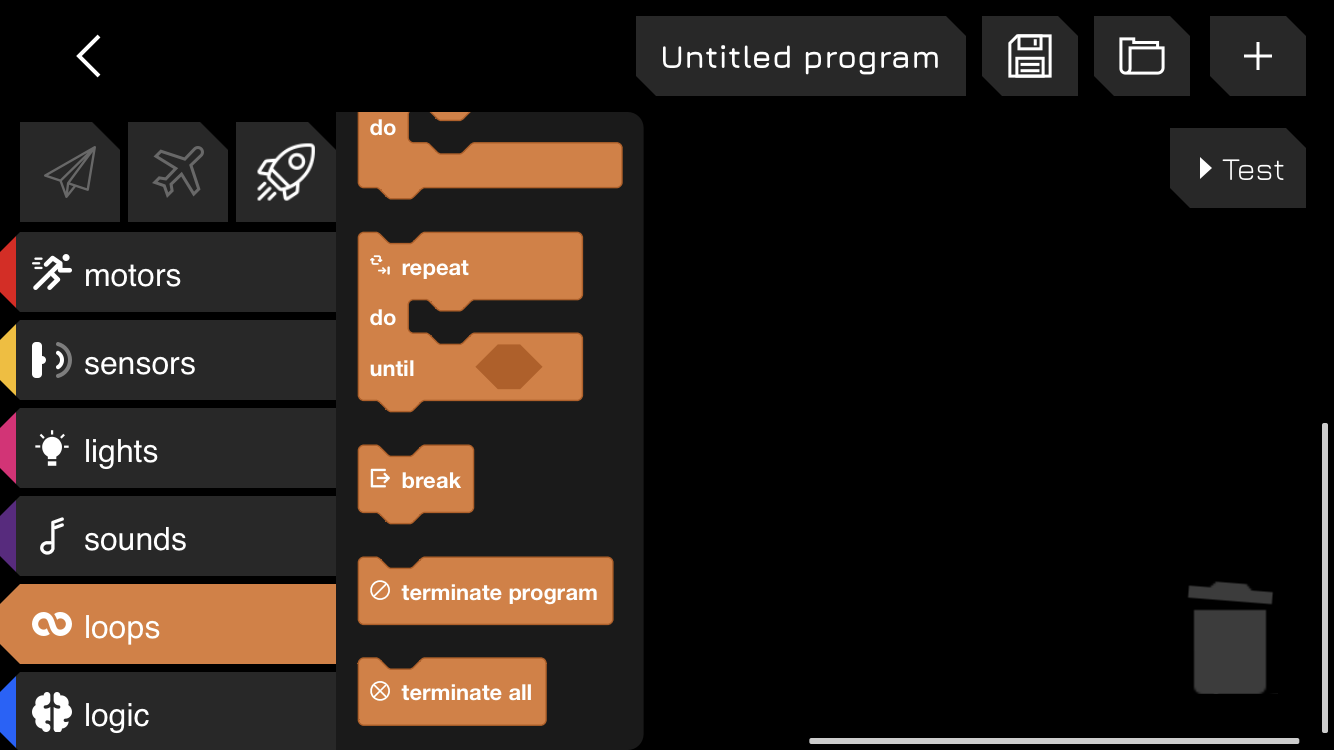 Untitled program
Test
motors
sensors
lights
sounds
loops
logic
do
repeat
do
until
break
terminate program
terminate all